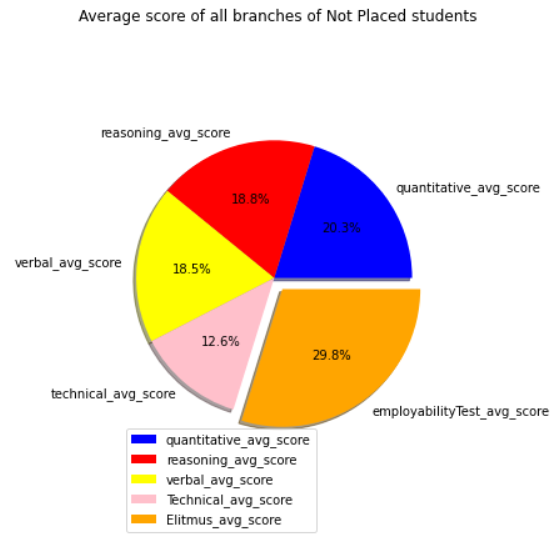 Average score of all branches of Not Placed students
reasoning_avg_score
quantitative_avg_score
18.8%
20.3%
verbal_avg_score
18.5%
12.6%
29.8%
technical_avg_score
employabilityTest_avg_score
quantitative_avg_score
reasoning_avg_score
verbal_avg_score
Technical_avg_score
Elitmus_avg_score